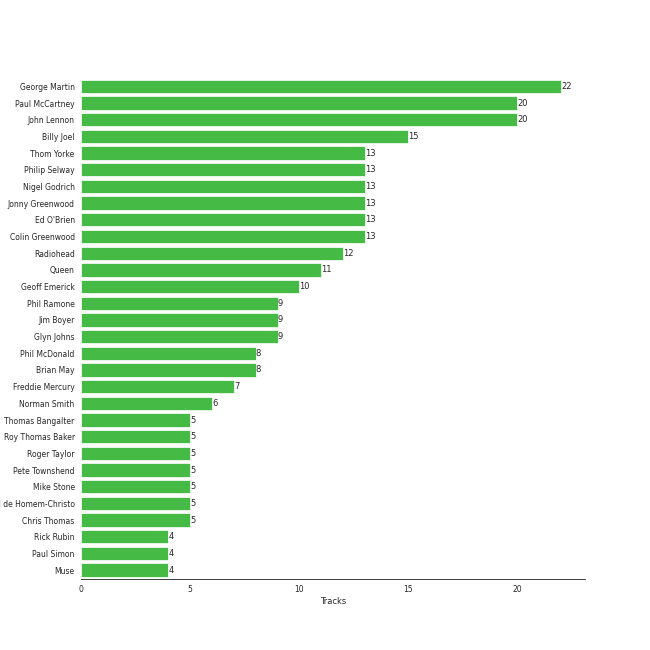 George Martin 22
Paul McCartney 20
John Lennon 20
Billy Joel 15
Thom Yorke 13
Philip Selway 13
Nigel Godrich 13
Jonny Greenwood 13
Ed O'Brien 13
Colin Greenwood 13
Radiohead 12
Queen 11
Geoff Emerick 10
Phil Ramone 9
Jim Boyer 9
Glyn Johns 9
Phil McDonald 8
Brian May 8
Freddie Mercury 7
Norman Smith 6
Thomas Bangalter 5
Roy Thomas Baker 5
Roger Taylor 5
Pete Townshend 5
Mike Stone 5
de Homem-Christo 5
Chris Thomas 5
Rick Rubin 4
Paul Simon 4
Muse 4
0 5 10 15 20
Tracks